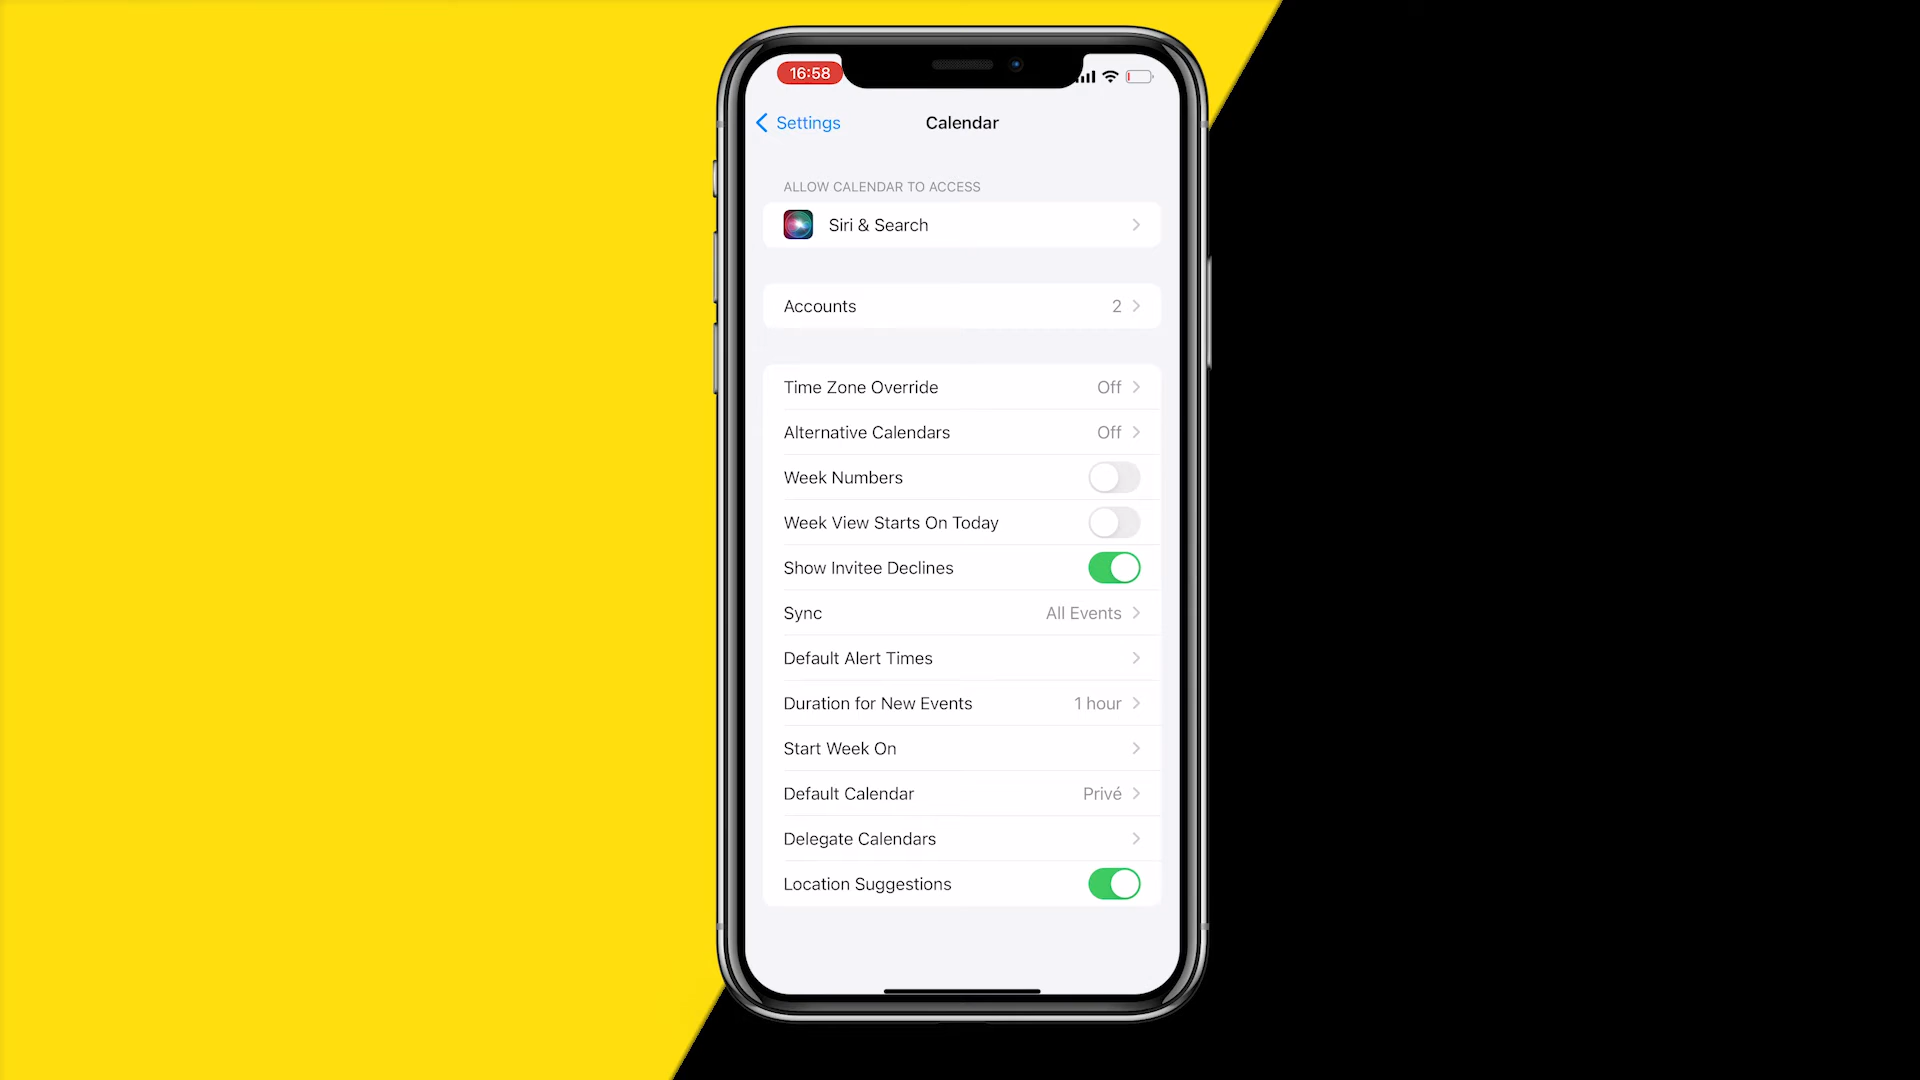 16:58
Settings
Calendar
ALLOW CALENDAR TO ACCESS
Siri & Search
Accounts 2
Time Zone Override Off
Alternative Calendars Off
Week Numbers
Week View Starts On Today
Show Invitee Declines
Sync All Events
Default Alert Times
Duration for New Events 1 hour
Start Week On
Default Calendar Privé
Delegate Calendars
Location Suggestions